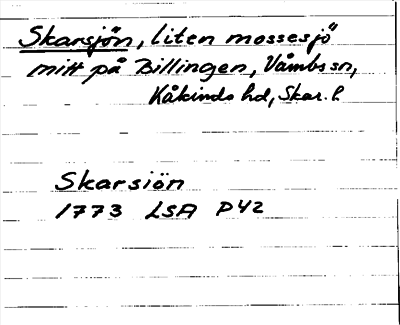 Skarsjön, liten mossesjö
mitt på Billingen, Våmbs sn,
Kåkinds hd, Skar. l.
Skarsiön
1773 LSA P42